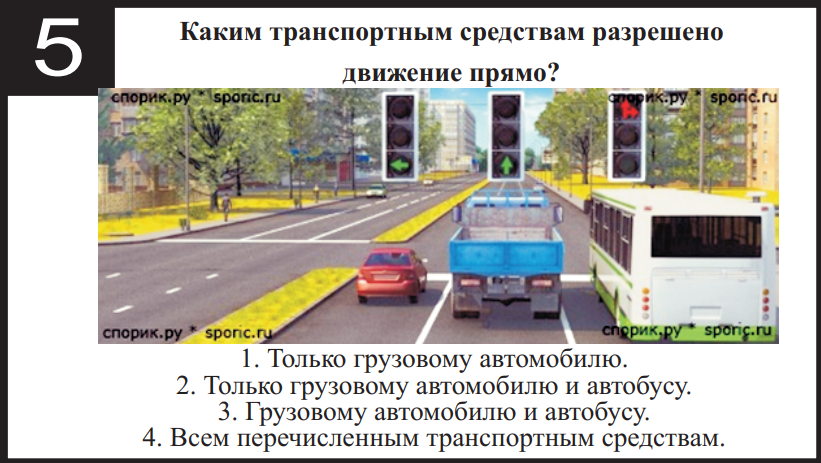 5
Каким транспортным средствам разрешено
движение прямо?
спорик.ру * sporic.ru
спорик.ру * sporic.ru
спорик.ру * sporic.ru
спорик.ру * sporic.ru
1. Только грузовому автомобилю.
2. Только грузовому автомобилю и автобусу.
3. Грузовому автомобилю и автобусу.
4. Всем перечисленным транспортным средствам.